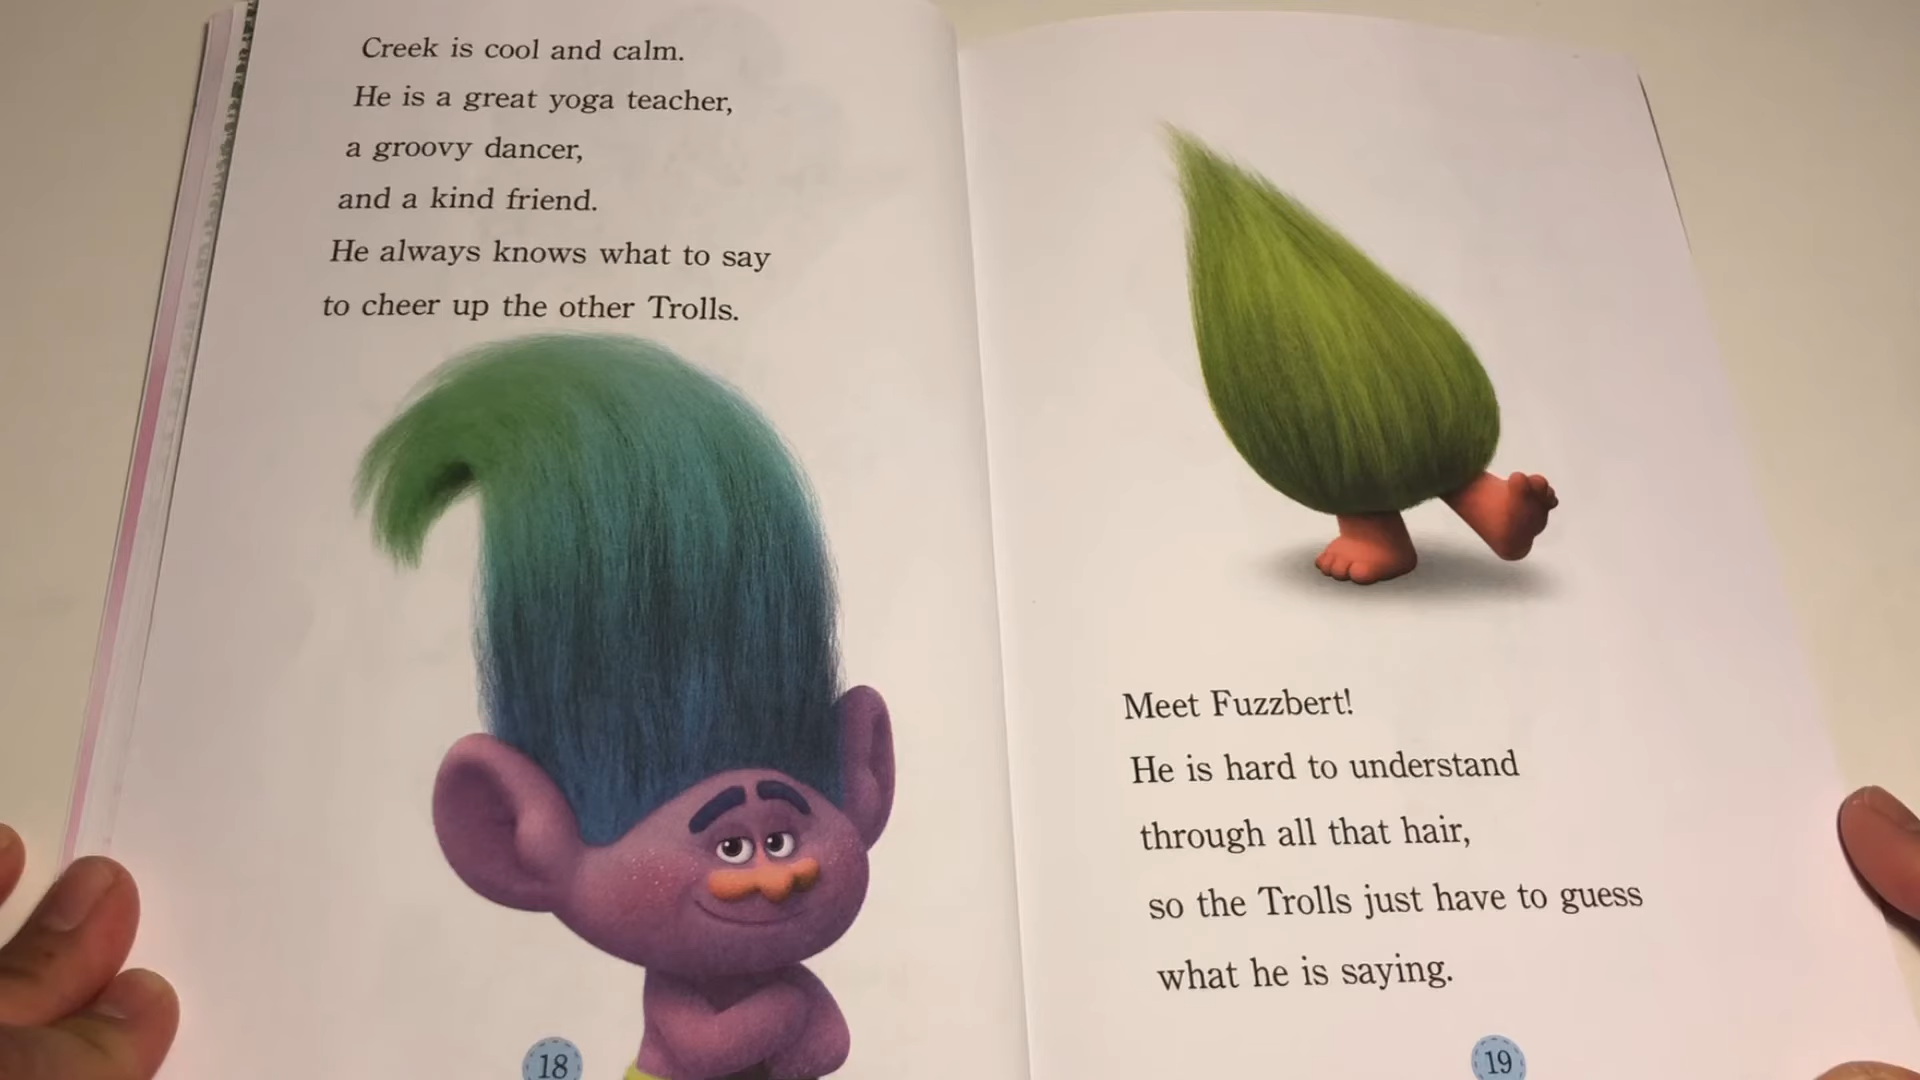 Creek is cool and calm.
He is a great yoga teacher,
a groovy dancer,
and a kind friend.
He always knows what to say
to cheer up the other Trolls.
18
Meet Fuzzbert!
He is hard to understand
through all that hair,
so the Trolls just have to guess
what he is saying.
19